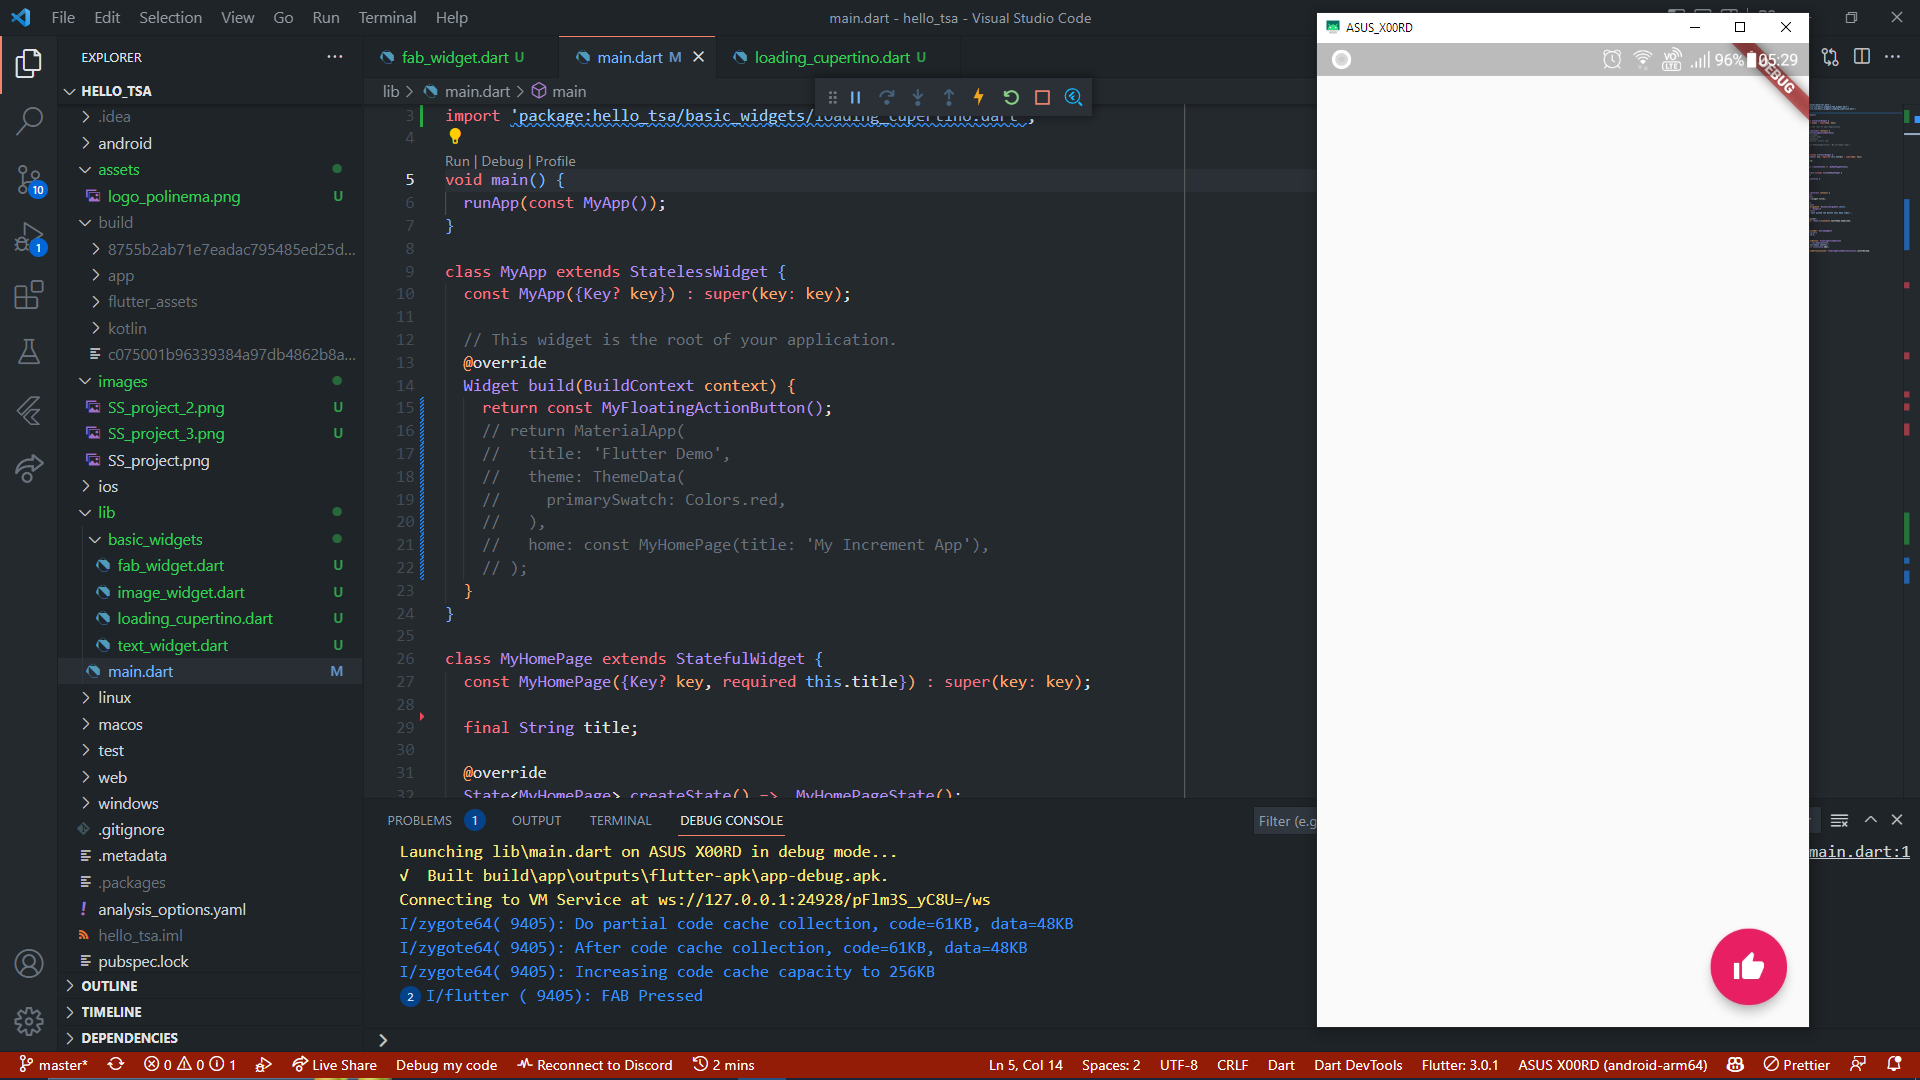 File Edit Selection View Go Run Terminal Help
main.dart - hello_tsa - Visual Studio Code
EXPLORER
HELLO_TSA
.idea
android
assets
logo_polinema.png U
build
8755b2ab71e7eadac795485ed25d...
app
flutter_assets
kotlin
c075001b96339384a97db4862b8a...
images
SS_project_2.png U
SS_project_3.png U
SS_project.png
ios
lib
basic_widgets
fab_widget.dart U
image_widget.dart U
loading_cupertino.dart U
text_widget.dart U
main.dart M
linux
macos
test
web
windows
.gitignore
.metadata
.packages
analysis_options.yaml
hello_tsa.iml
pubspec.lock
OUTLINE
TIMELINE
DEPENDENCIES
10
1
fab_widget.dart U
main.dart M
loading_cupertino.dart U
lib > main.dart > main
3 import 'package:hello_tsa/basic_widgets/loading_cupertino.dart';
4
Run | Debug | Profile
5 void main() {
6 runApp(const MyApp());
7 }
8
9 class MyApp extends StatelessWidget {
10 const MyApp({Key? key}) : super(key: key);
11
12 // This widget is the root of your application.
13 @override
14 Widget build(BuildContext context) {
15 return const MyFloatingActionButton();
16 // return MaterialApp(
17 // title: 'Flutter Demo',
18 // theme: ThemeData(
19 // primarySwatch: Colors.red,
20 // ),
21 // home: const MyHomePage(title: 'My Increment App'),
22 // );
23 }
24 }
25
26 class MyHomePage extends StatefulWidget {
27 const MyHomePage({Key? key, required this.title}) : super(key: key);
28
29 final String title;
30
31 @override
32 State<MyHomePage> createState() => _MyHomePageState();
PROBLEMS 1 OUTPUT TERMINAL DEBUG CONSOLE
Filter (e.g
Launching lib\main.dart on ASUS X00RD in debug mode...
main.dart:1
√ Built build\app\outputs\flutter-apk\app-debug.apk.
Connecting to VM Service at ws://127.0.0.1:24928/pFlm3S_yC8U=/ws
I/zygote64( 9405): Do partial code cache collection, code=61KB, data=48KB
I/zygote64( 9405): After code cache collection, code=61KB, data=48KB
I/zygote64( 9405): Increasing code cache capacity to 256KB
2 I/flutter ( 9405): FAB Pressed
ASUS_X00RD
VO LTE 96% 05:29
DEBUG
master* 0 0 1 Live Share Debug my code Reconnect to Discord 2 mins
Ln 5, Col 14 Spaces: 2 UTF-8 CRLF Dart Dart DevTools Flutter: 3.0.1 ASUS X00RD (android-arm64) Prettier